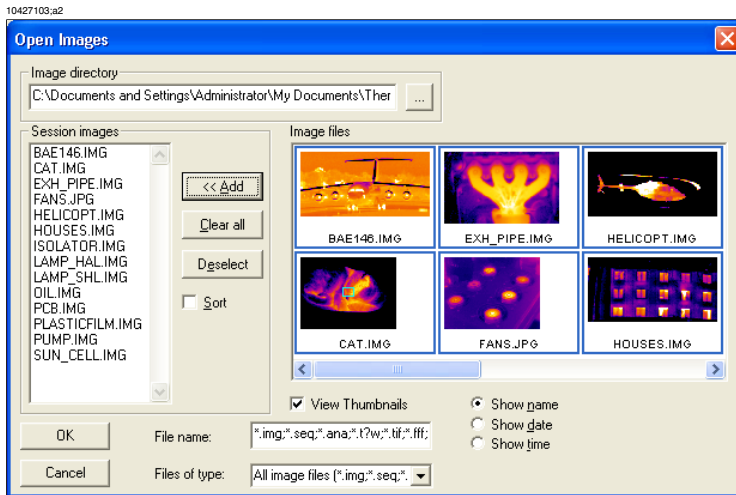 10427103;a2
Open Images
Image directory
C:\Documents and Settings\Administrator\My Documents\Ther
...
Session images
BAE146.IMG
CAT.IMG
EXH_PIPE.IMG
FANS.JPG
HELICOPT.IMG
HOUSES.IMG
ISOLATOR.IMG
LAMP_HAL.IMG
LAMP_SHL.IMG
OIL.IMG
PCB.IMG
PLASTICFILM.IMG
PUMP.IMG
SUN_CELL.IMG
<< Add
Clear all
Deselect
Sort
Image files
BAE146.IMG EXH_PIPE.IMG HELICOPT.IMG
CAT.IMG FANS.JPG HOUSES.IMG
View Thumbnails
Show name
Show date
Show time
OK
File name: *.img;*.seq;*.ana;*.t?w;*.tif;*.fff;
Cancel
Files of type: All image files (*.img;*.seq;*.